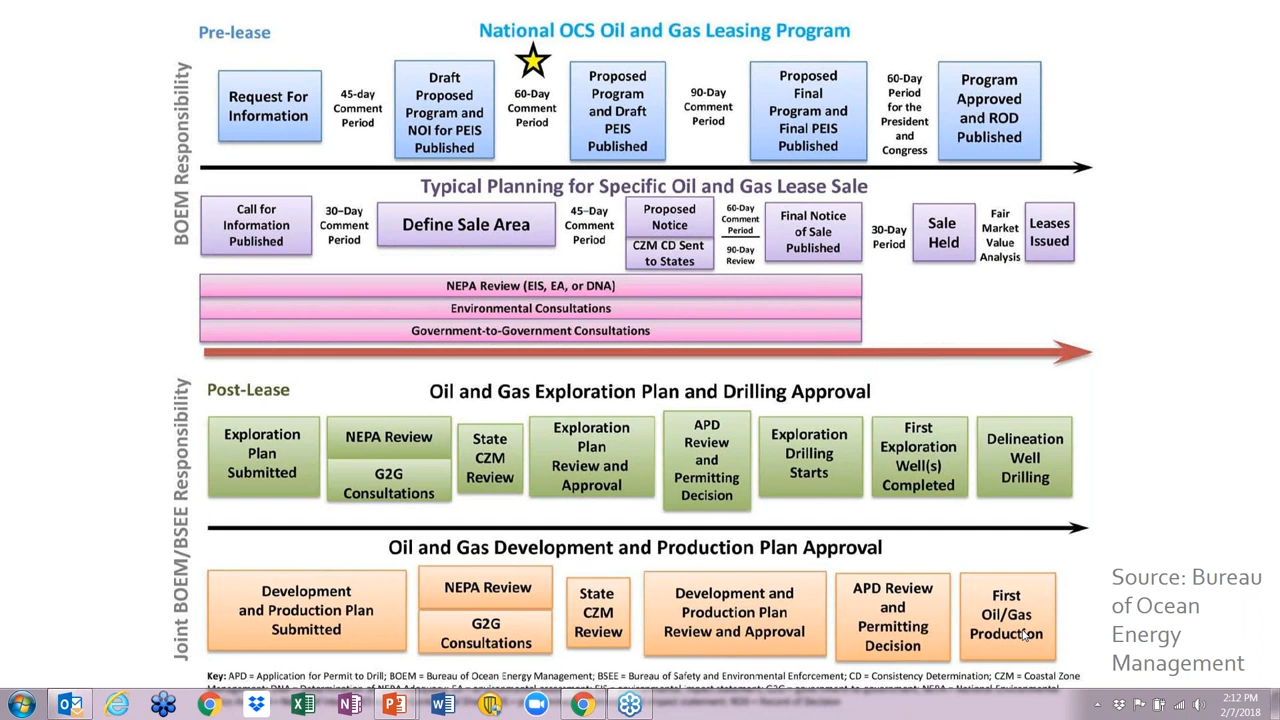 Pre-lease
National OCS Oil and Gas Leasing Program
BOEM Responsibility
Request For
Information
45-day
Comment
Period
Draft
Proposed
Program and
NOI for PEIS
Published
60-Day
Comment
Period
Proposed
Program
and Draft
PEIS
Published
90-Day
Comment
Period
Proposed
Final
Program and
Final PEIS
Published
60-Day
Period
for the
President
and
Congress
Program
Approved
and ROD
Published
Typical Planning for Specific Oil and Gas Lease Sale
Call for
Information
Published
30–Day
Comment
Period
Define Sale Area
45–Day
Comment
Period
Proposed
Notice
CZM CD Sent
to States
60-Day
Comment
Period
90-Day
Review
Final Notice
of Sale
Published
30-Day
Period
Sale
Held
Fair
Market
Value
Analysis
Leases
Issued
NEPA Review (EIS, EA, or DNA)
Environmental Consultations
Government-to-Government Consultations
Joint BOEM/BSEE Responsibility
Post-Lease
Oil and Gas Exploration Plan and Drilling Approval
Exploration
Plan
Submitted
NEPA Review
G2G
Consultations
State
CZM
Review
Exploration
Plan
Review and
Approval
APD
Review
and
Permitting
Decision
Exploration
Drilling
Starts
First
Exploration
Well(s)
Completed
Delineation
Well
Drilling
Oil and Gas Development and Production Plan Approval
Development
and Production Plan
Submitted
NEPA Review
G2G
Consultations
State
CZM
Review
Development and
Production Plan
Review and Approval
APD Review
and
Permitting
Decision
First
Oil/Gas
Production
Source: Bureau
of Ocean
Energy
Management
Key: APD = Application for Permit to Drill; BOEM = Bureau of Ocean Energy Management; BSEE = Bureau of Safety and Environmental Enforcement; CD = Consistency Determination; CZM = Coastal Zone
2:12 PM
2/7/2018